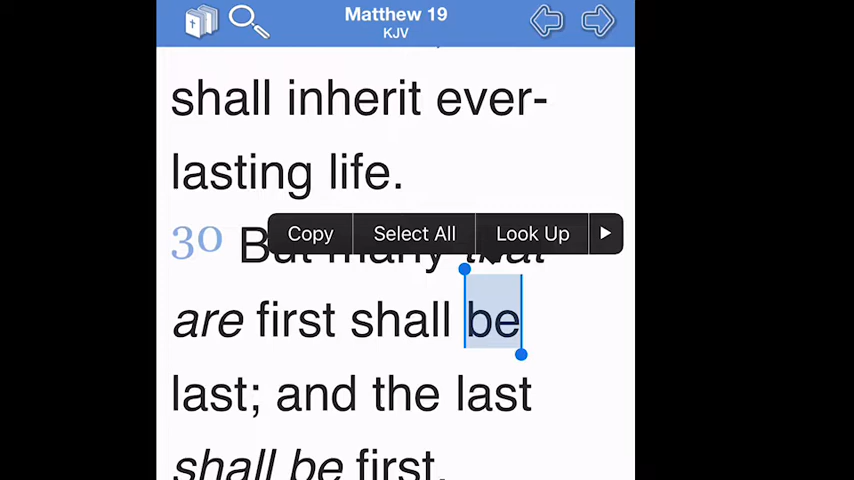 Matthew 19
KJV
shall inherit ever-
lasting life.
Copy Select All Look Up
30 But many that
are first shall be
last; and the last
shall be first.